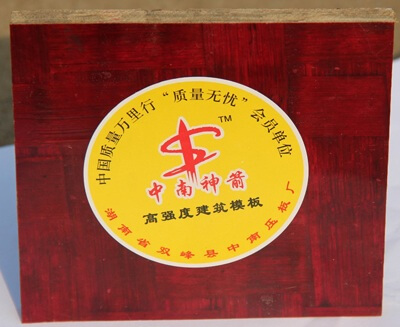 中国质量万里行“质量无忧”会员单位
TM
中南神箭
高强度建筑模板
湖南省双峰县中南压板厂